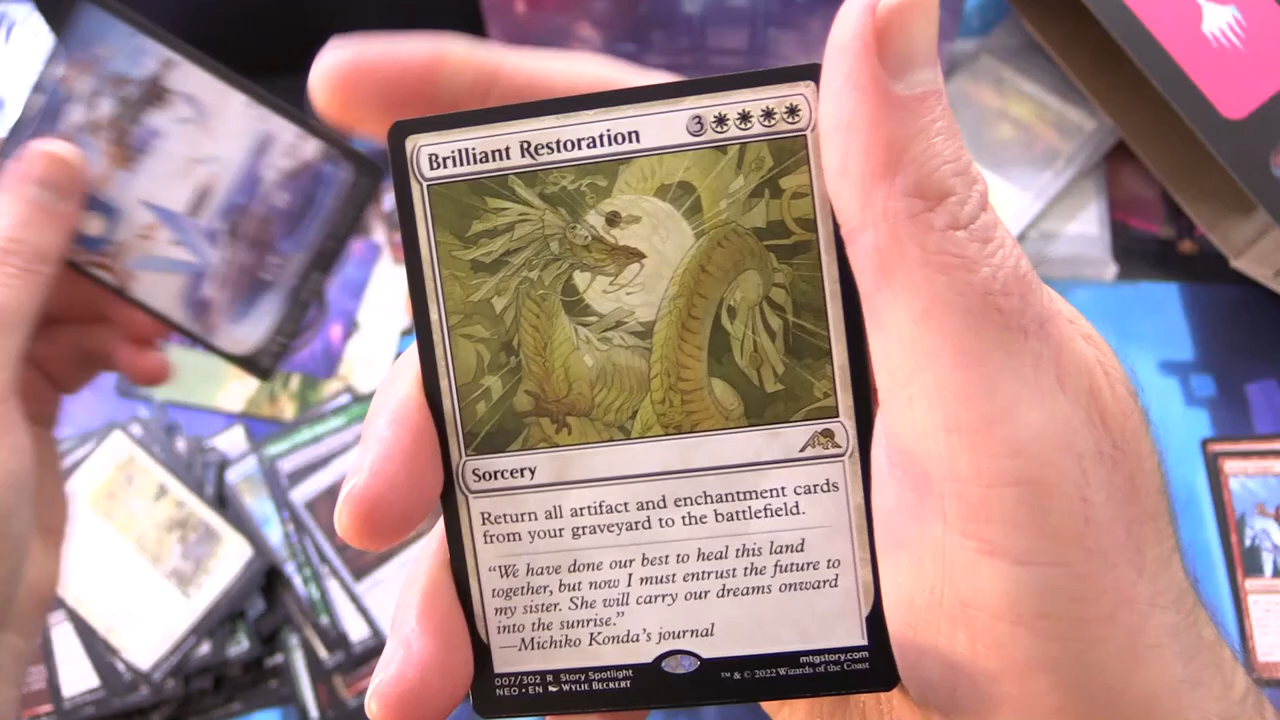 Brilliant Restoration 3
Sorcery
Return all artifact and enchantment cards
from your graveyard to the battlefield.
“We have done our best to heal this land
together, but now I must entrust the future to
my sister. She will carry our dreams onward
into the sunrise.”
—Michiko Konda’s journal
007/302 R Story Spotlight
NEO • EN Wylie Beckert
mtgstory.com
™ & © 2022 Wizards of the Coast